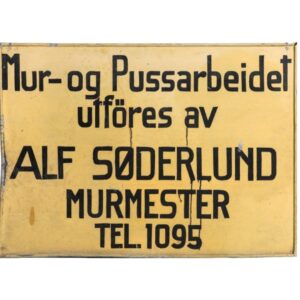 Mur- og Pussarbeidet
utföres av
ALF SØDERLUND
MURMESTER
TEL. 1095